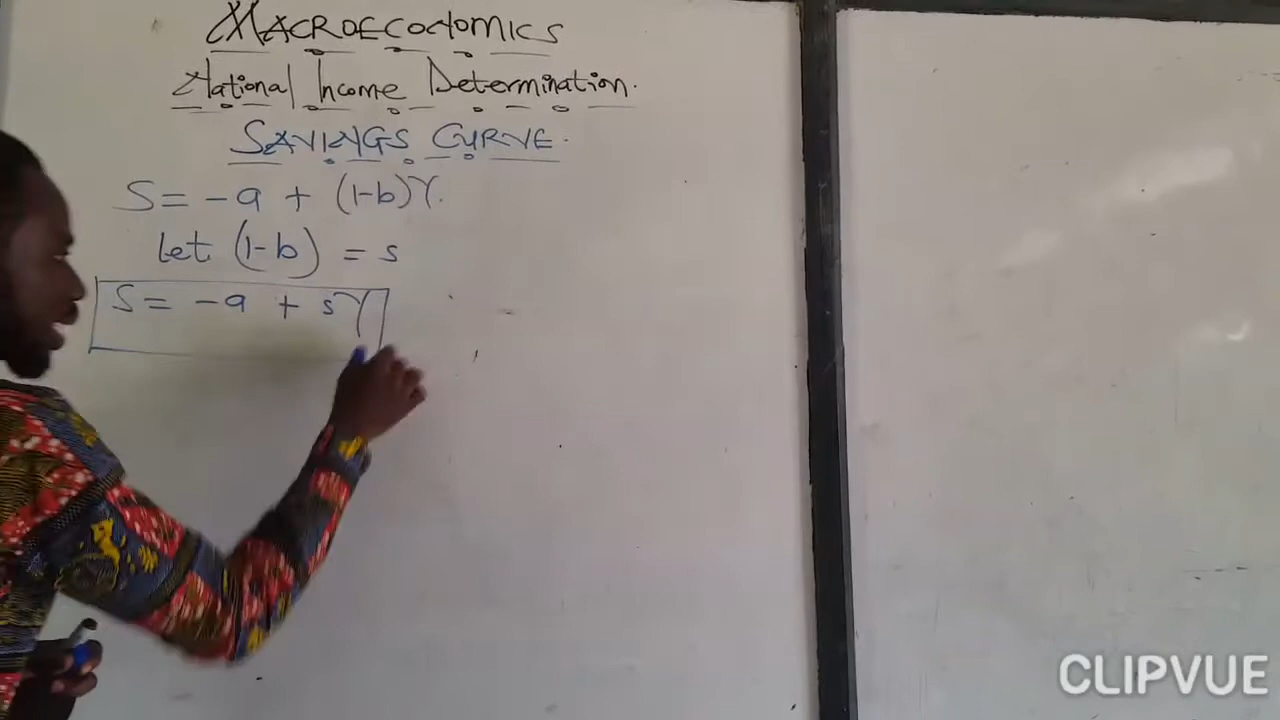 MACROECONOMICS
National Income Determination.
SAVINGS CURVE.
S = -a + (1-b)Y.
Let (1-b) = s
S = -a + sY
CLIPVUE